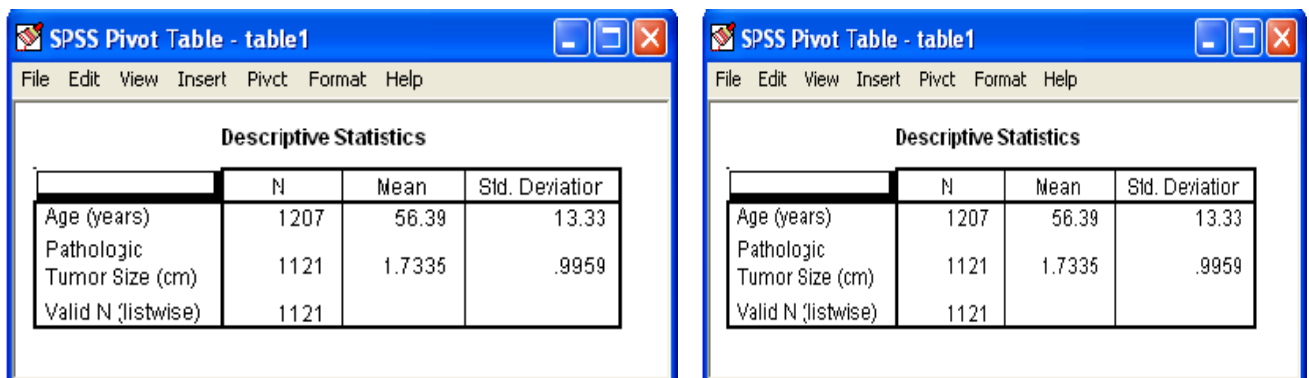 SPSS Pivot Table - table1
File Edit View Insert Pivct Format Help
Descriptive Statistics
N Mean Std. Deviatior
Age (years) 1207 56.39 13.33
Pathologic
Tumor Size (cm) 1121 1.7335 .9959
Valid N (listwise) 1121
SPSS Pivot Table - table1
File Edit View Insert Pivct Format Help
Descriptive Statistics
N Mean Std. Deviatior
Age (years) 1207 56.39 13.33
Pathologic
Tumor Size (cm) 1121 1.7335 .9959
Valid N (listwise) 1121